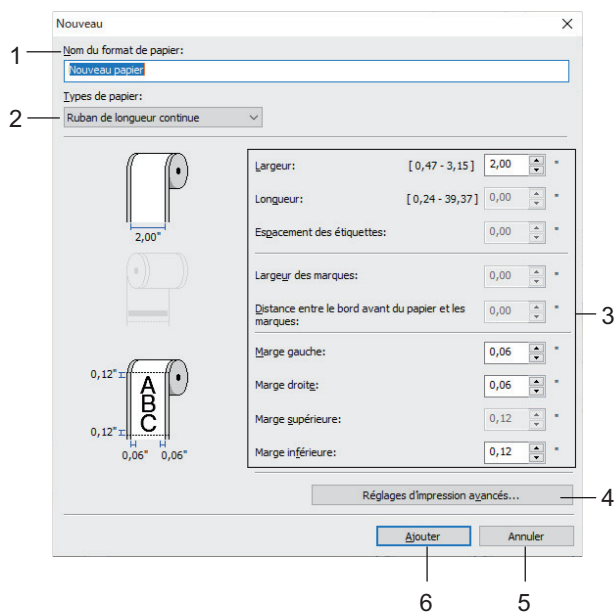 Nouveau
1
Nom du format de papier:
Nouveau papier
Types de papier:
2
Ruban de longueur continue
2,00"
Largeur: [ 0,47 - 3,15 ] 2,00 "
Longueur: [ 0,24 - 39,37 ] 0,00 "
Espacement des étiquettes: 0,00 "
Largeur des marques: 0,00 "
Distance entre le bord avant du papier et les
marques: 0,00 "
3
Marge gauche: 0,06 "
Marge droite: 0,06 "
Marge supérieure: 0,12 "
Marge inférieure: 0,12 "
0,12"
A
B
C
0,12"
0,06" 0,06"
Réglages d'impression avancés...
4
Ajouter Annuler
6 5